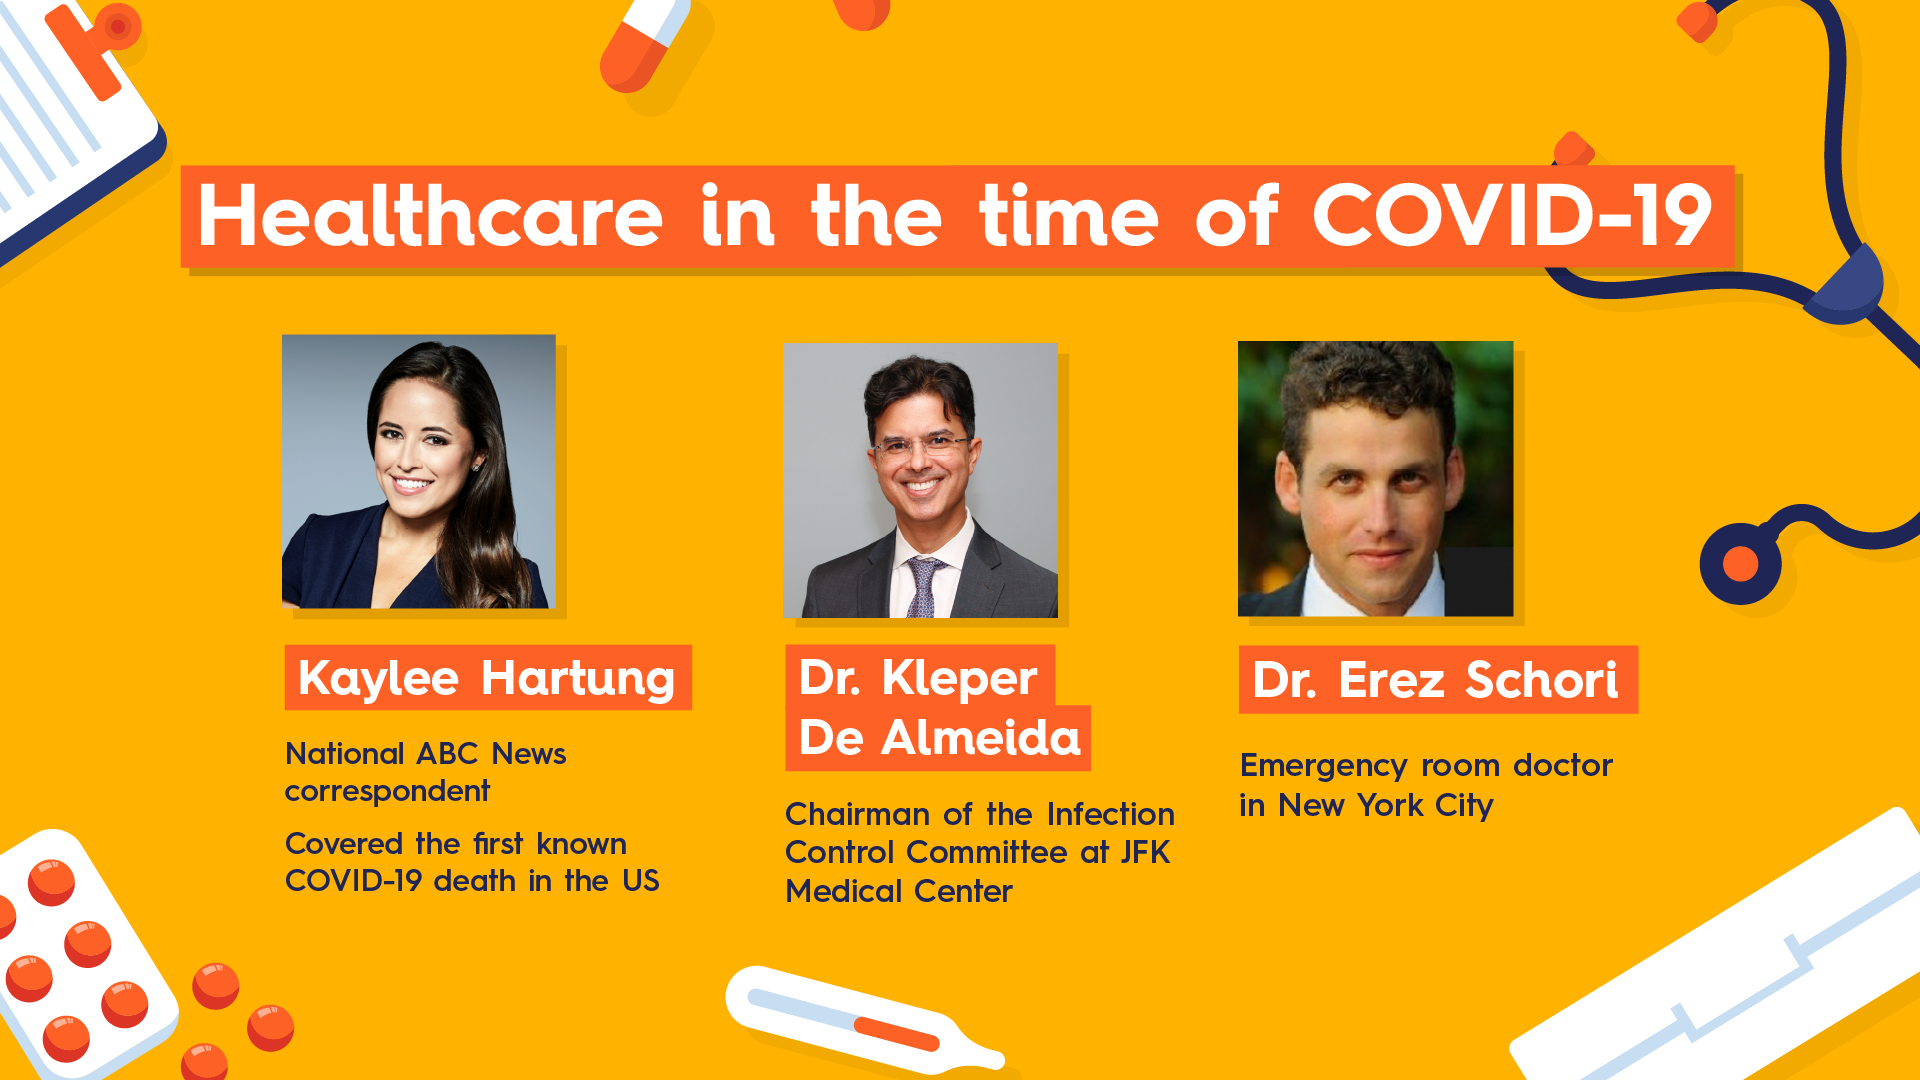 Healthcare in the time of COVID-19
Kaylee Hartung
National ABC News
correspondent
Covered the first known
COVID-19 death in the US
Dr. Kleper
De Almeida
Chairman of the Infection
Control Committee at JFK
Medical Center
Dr. Erez Schori
Emergency room doctor
in New York City